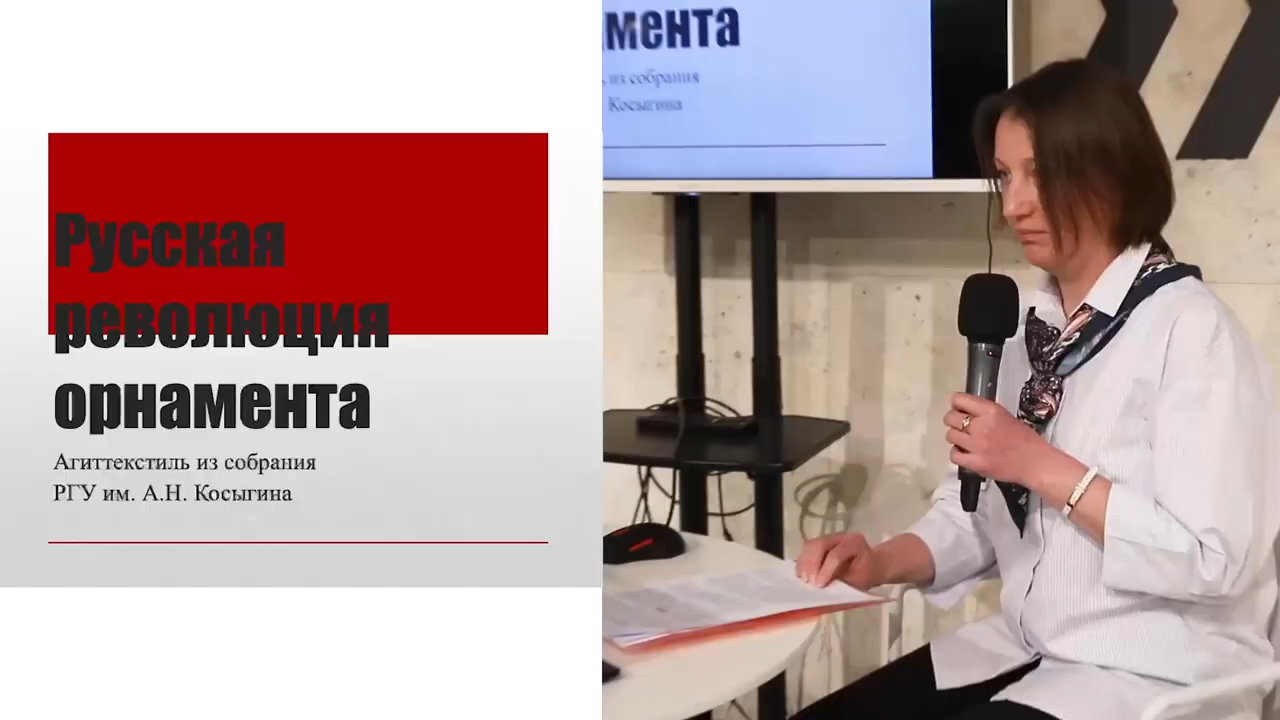 Русская
революция
орнамента
Агиттекстиль из собрания
РГУ им. А.Н. Косыгина
мента
из собрания
Косыгина